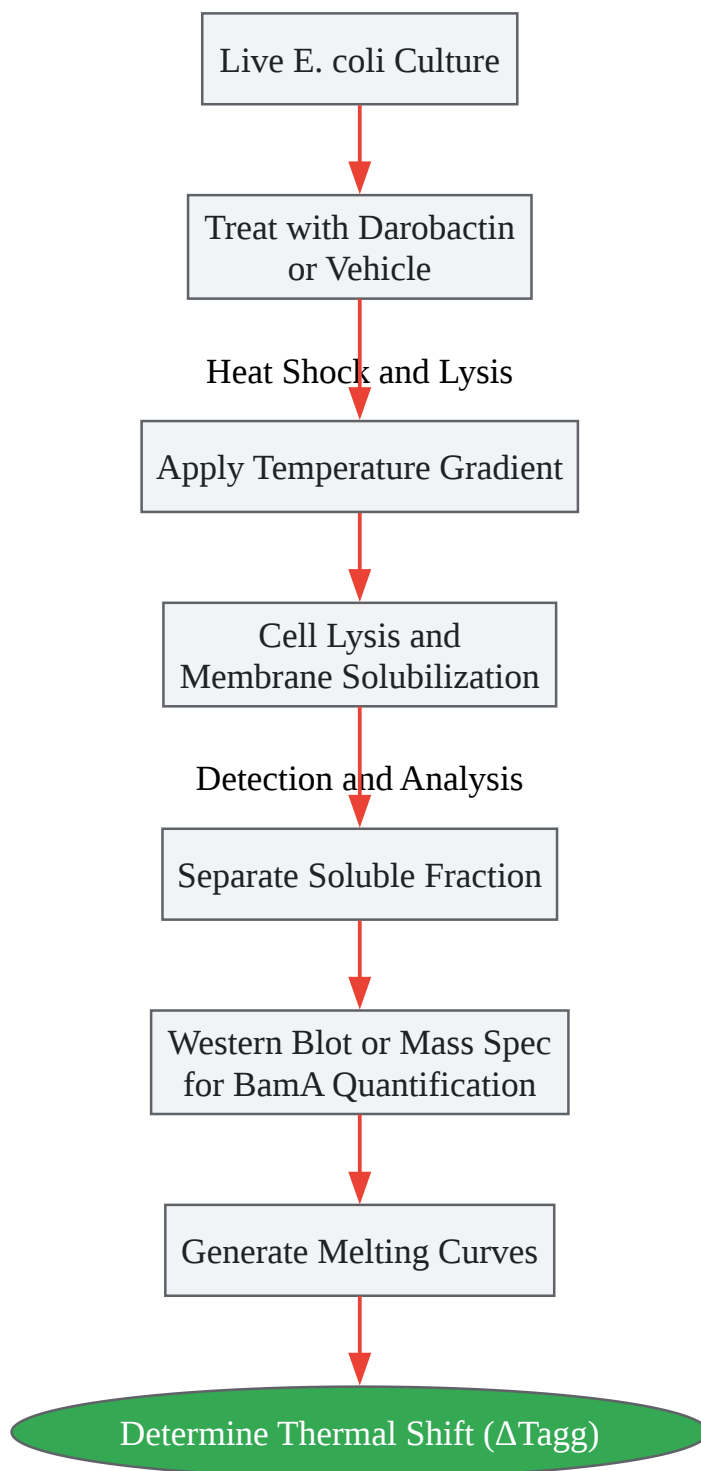 Live E. coli Culture
Treat with Darobactin
or Vehicle
Heat Shock and Lysis
Apply Temperature Gradient
Cell Lysis and
Membrane Solubilization
Detection and Analysis
Separate Soluble Fraction
Western Blot or Mass Spec
for BamA Quantification
Generate Melting Curves
Determine Thermal Shift (ΔTagg)